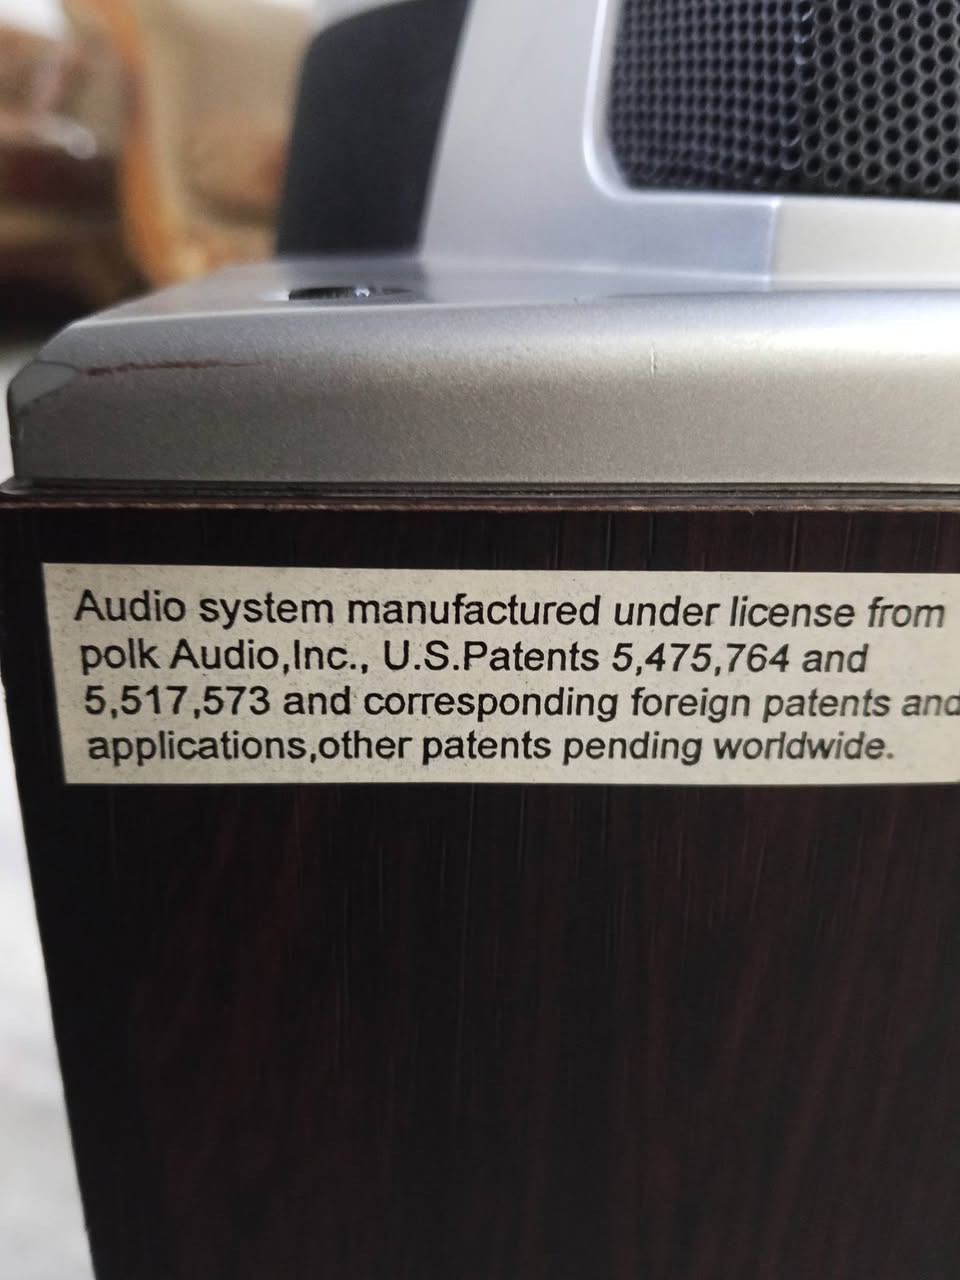 Audio system manufactured under license from
polk Audio,Inc., U.S.Patents 5,475,764 and
5,517,573 and corresponding foreign patents and
applications,other patents pending worldwide.